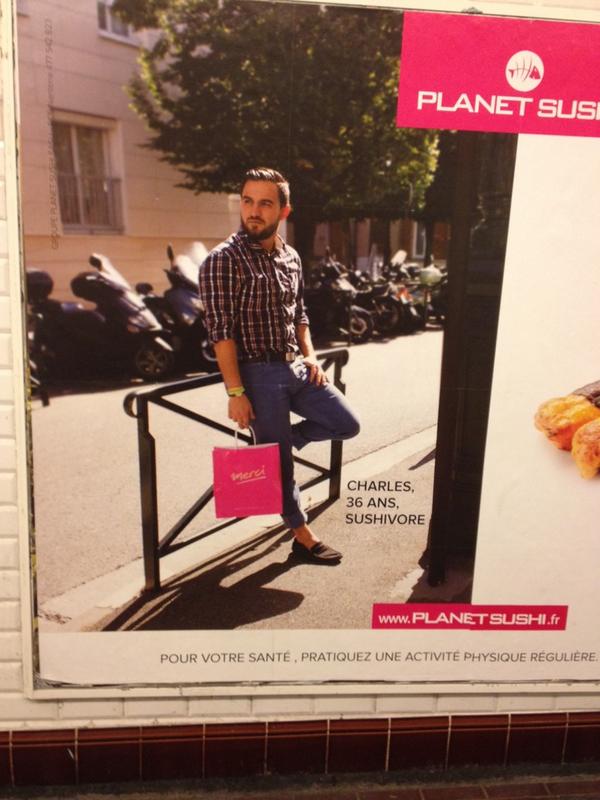 PLANET SUS
merci
CHARLES,
36 ANS,
SUSHIVORE
www.PLANETSUSHI.fr
POUR VOTRE SANTÉ , PRATIQUEZ UNE ACTIVITÉ PHYSIQUE RÉGULIÈRE.